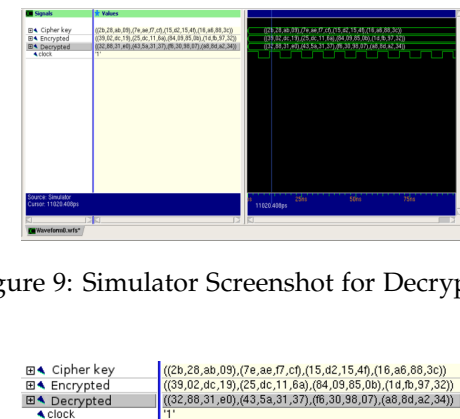 Signals
Values
Cipher key ((2b,28,ab,09),(7e,ae,f7,cf),(15,d2,15,4f),(16,a6,88,3c))
Encrypted ((39,02,dc,19),(25,dc,11,6a),(84,09,85,0b),(1d,fb,97,32))
Decrypted ((32,88,31,e0),(43,5a,31,37),(f6,30,98,07),(a8,8d,a2,34))
clock '1'
((2b,28,ab,09),(7e,ae,f7,cf),(15,d2,15,4f),(16,a6,88,3c))
((39,02,dc,19),(25,dc,11,6a),(84,09,85,0b),(1d,fb,97,32))
((32,88,31,e0),(43,5a,31,37),(f6,30,98,07),(a8,8d,a2,34))
Source: Simulator
Cursor: 11020.408ps
ns 25ns 50ns 75ns
11020.408ps
Waveform0.wfs*
gure 9: Simulator Screenshot for Decryp
Cipher key ((2b,28,ab,09),(7e,ae,f7,cf),(15,d2,15,4f),(16,a6,88,3c))
Encrypted ((39,02,dc,19),(25,dc,11,6a),(84,09,85,0b),(1d,fb,97,32))
Decrypted ((32,88,31,e0),(43,5a,31,37),(f6,30,98,07),(a8,8d,a2,34))
clock '1'